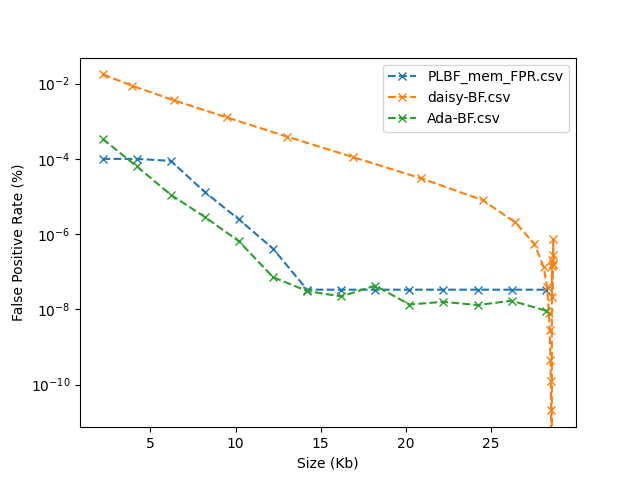 PLBF_mem_FPR.csv
daisy-BF.csv
Ada-BF.csv
False Positive Rate (%)
10⁻²
10⁻⁴
10⁻⁶
10⁻⁸
10⁻¹⁰
5 10 15 20 25
Size (Kb)